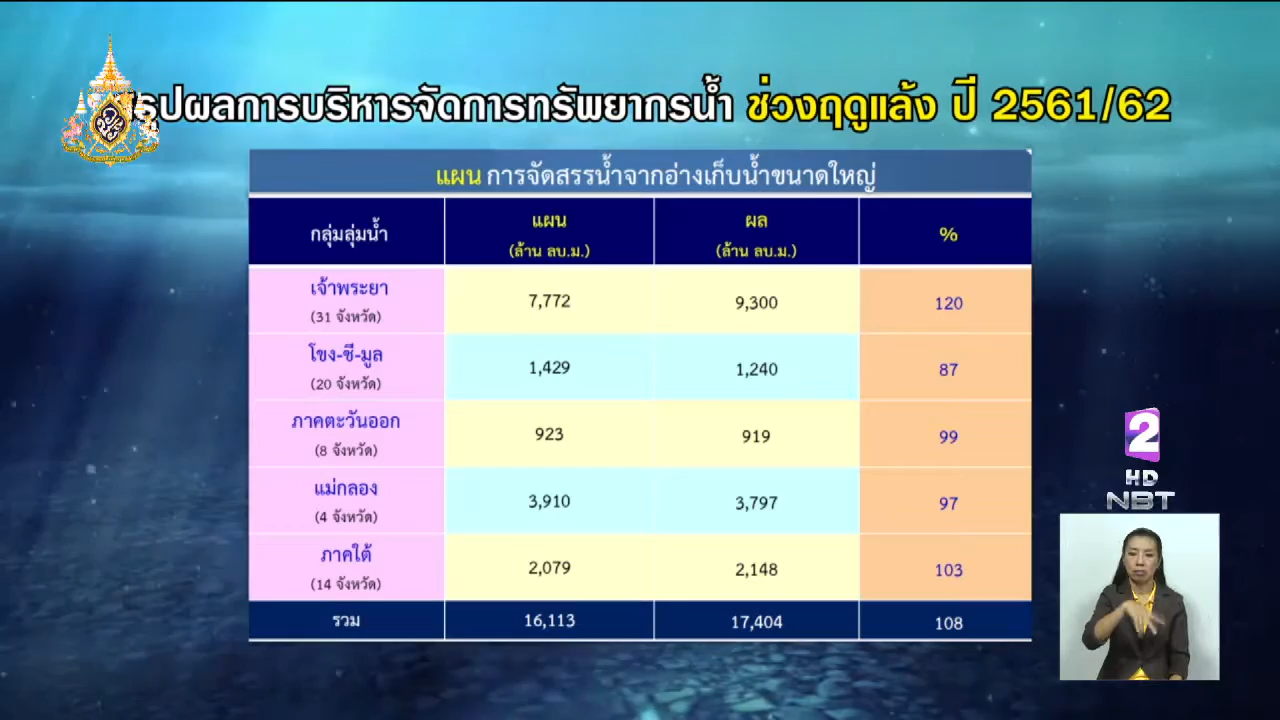 รุปผลการบริหารจัดการทรัพยากรน้ำ ช่วงฤดูแล้ง ปี 2561/62
แผน การจัดสรรน้ำจากอ่างเก็บน้ำขนาดใหญ่
กลุ่มลุ่มน้ำ แผน (ล้าน ลบ.ม.) ผล (ล้าน ลบ.ม.) %
เจ้าพระยา (31 จังหวัด) 7,772 9,300 120
โขง-ชี-มูล (20 จังหวัด) 1,429 1,240 87
ภาคตะวันออก (8 จังหวัด) 923 919 99
แม่กลอง (4 จังหวัด) 3,910 3,797 97
ภาคใต้ (14 จังหวัด) 2,079 2,148 103
รวม 16,113 17,404 108
2
HD
NBT